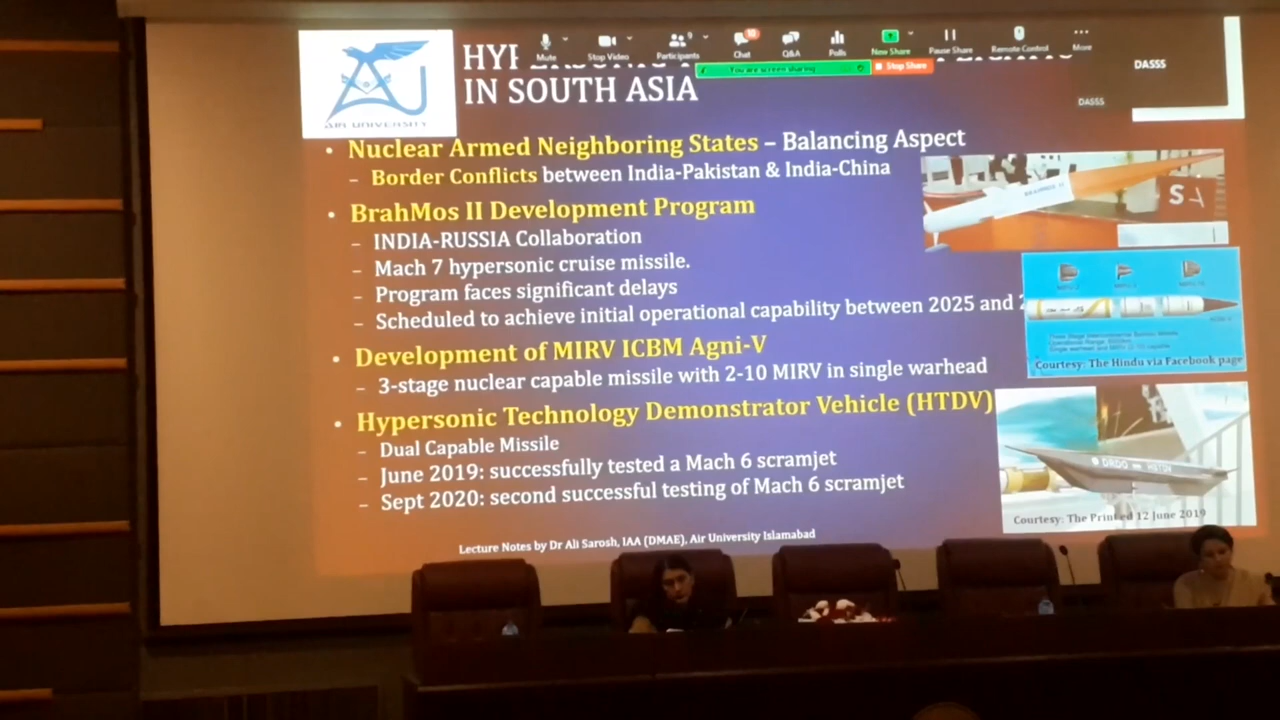 Mute
Stop Video
Participants
9
Chat
10
Q&A
Polls
New Share
Pause Share
Remote Control
More
You are screen sharing
Stop Share
DASSS
DASSS
AIR UNIVERSITY
IN SOUTH ASIA
• Nuclear Armed Neighboring States – Balancing Aspect
– Border Conflicts between India-Pakistan & India-China
• BrahMos II Development Program
– INDIA-RUSSIA Collaboration
– Mach 7 hypersonic cruise missile.
– Program faces significant delays
– Scheduled to achieve initial operational capability between 2025 and
• Development of MIRV ICBM Agni-V
– 3-stage nuclear capable missile with 2-10 MIRV in single warhead
• Hypersonic Technology Demonstrator Vehicle (HTDV)
– Dual Capable Missile
– June 2019: successfully tested a Mach 6 scramjet
– Sept 2020: second successful testing of Mach 6 scramjet
BRAHMOS II
Courtesy: The Hindu via Facebook page
DRDO HSTDV
Courtesy: The Printed 12 June 2019
Lecture Notes by Dr Ali Sarosh, IAA (DMAE), Air University Islamabad